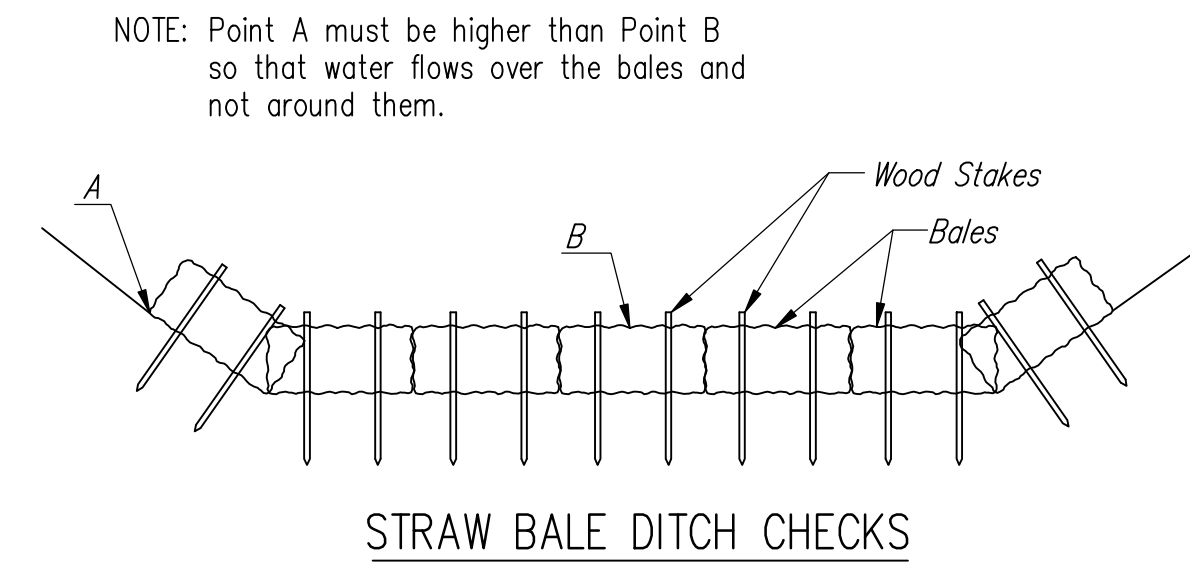 NOTE: Point A must be higher than Point B
so that water flows over the bales and
not around them.
A
Wood Stakes
B
Bales
STRAW BALE DITCH CHECKS